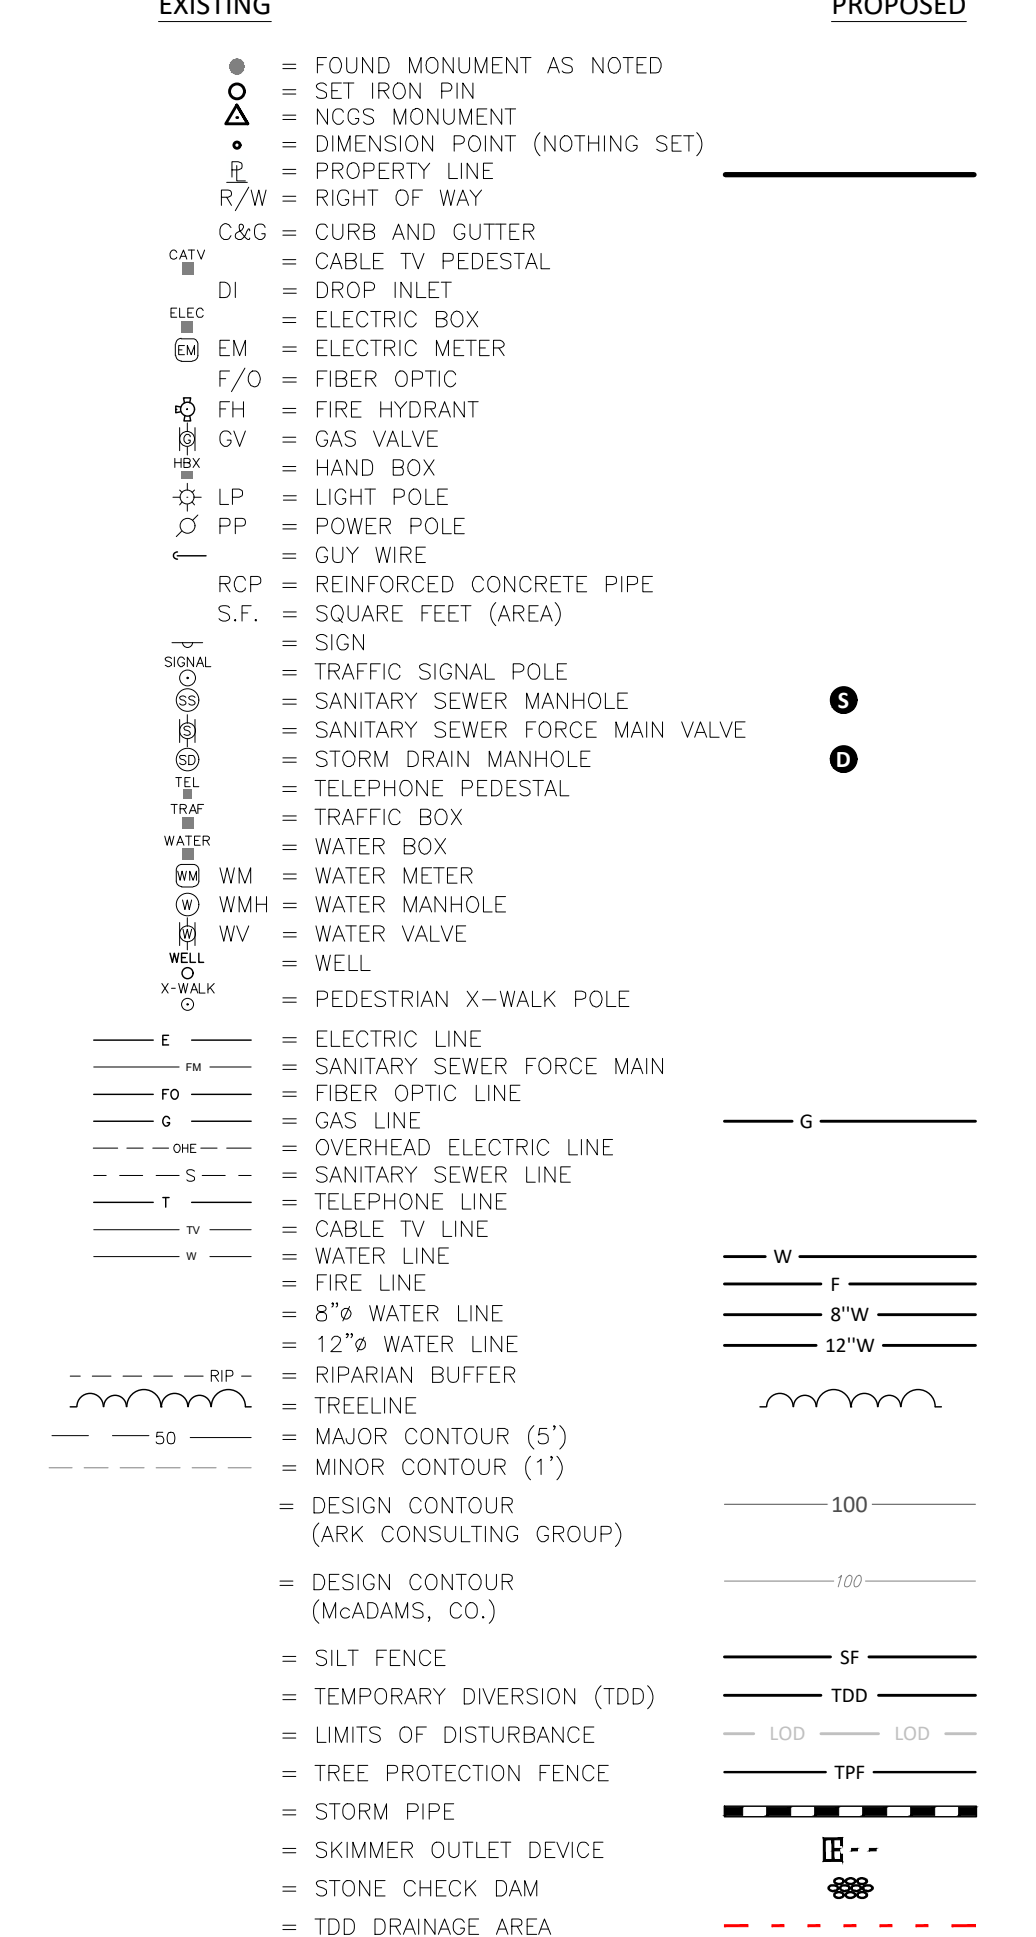 EXISTING PROPOSED
= FOUND MONUMENT AS NOTED
= SET IRON PIN
= NCGS MONUMENT
= DIMENSION POINT (NOTHING SET)
PL = PROPERTY LINE
R/W = RIGHT OF WAY
C&G = CURB AND GUTTER
CATV = CABLE TV PEDESTAL
DI = DROP INLET
ELEC = ELECTRIC BOX
EM EM = ELECTRIC METER
F/O = FIBER OPTIC
FH = FIRE HYDRANT
G GV = GAS VALVE
HBX = HAND BOX
LP = LIGHT POLE
PP = POWER POLE
= GUY WIRE
RCP = REINFORCED CONCRETE PIPE
S.F. = SQUARE FEET (AREA)
= SIGN
SIGNAL = TRAFFIC SIGNAL POLE
SS = SANITARY SEWER MANHOLE S
S = SANITARY SEWER FORCE MAIN VALVE
SD = STORM DRAIN MANHOLE D
TEL = TELEPHONE PEDESTAL
TRAF = TRAFFIC BOX
WATER = WATER BOX
WM WM = WATER METER
W WMH = WATER MANHOLE
W WV = WATER VALVE
WELL = WELL
X-WALK = PEDESTRIAN X-WALK POLE
E = ELECTRIC LINE
FM = SANITARY SEWER FORCE MAIN
FO = FIBER OPTIC LINE
G = GAS LINE G
OHE = OVERHEAD ELECTRIC LINE
S = SANITARY SEWER LINE
T = TELEPHONE LINE
TV = CABLE TV LINE
W = WATER LINE W
= FIRE LINE F
= 8"ø WATER LINE 8"W
= 12"ø WATER LINE 12"W
RIP = RIPARIAN BUFFER
= TREELINE
50 = MAJOR CONTOUR (5')
= MINOR CONTOUR (1')
= DESIGN CONTOUR 100
(ARK CONSULTING GROUP)
= DESIGN CONTOUR 100
(McADAMS, CO.)
= SILT FENCE SF
= TEMPORARY DIVERSION (TDD) TDD
= LIMITS OF DISTURBANCE LOD LOD
= TREE PROTECTION FENCE TPF
= STORM PIPE
= SKIMMER OUTLET DEVICE
= STONE CHECK DAM
= TDD DRAINAGE AREA